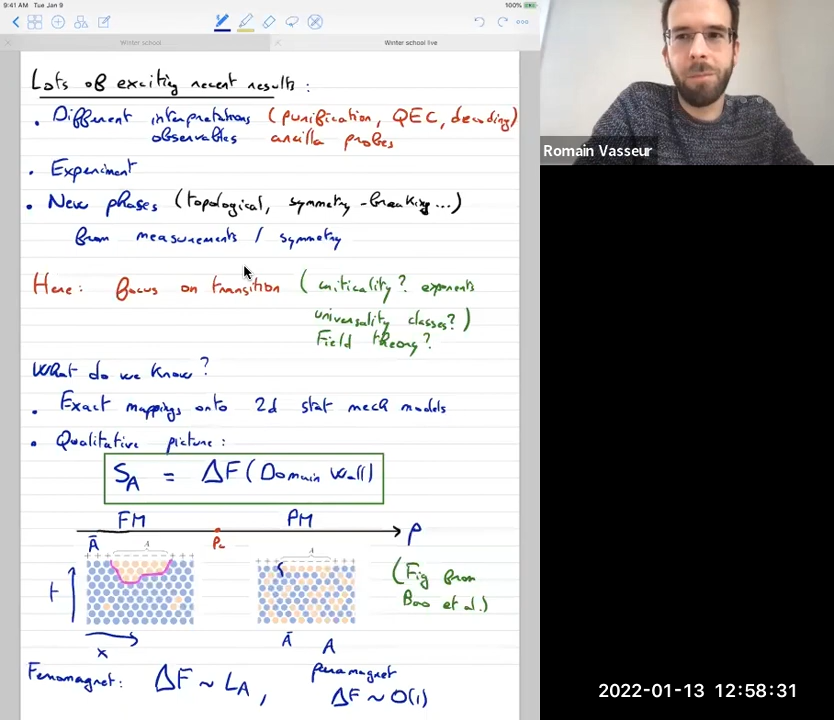 9:41 AM Tue Jan 9
100%
Winter school
Winter school live
Lots of exciting recent results :
• Different interpretations (purification, QEC, decoding)
observables ancilla probes
• Experiment
• New phases (topological, symmetry-breaking...)
from measurements / symmetry
Here: focus on transition (criticality? exponents
universality classes?)
Field theory?
What do we know?
• Exact mappings onto 2d stat mech models
• Qualitative picture:
S_A = ΔF(Domain Wall)
FM PM
Pc P
Ā A A
t
(Fig from
Bao et al.)
x Ā A
Ferromagnet: ΔF ~ L_A, paramagnet
ΔF ~ O(1)
Romain Vasseur
2022-01-13 12:58:31